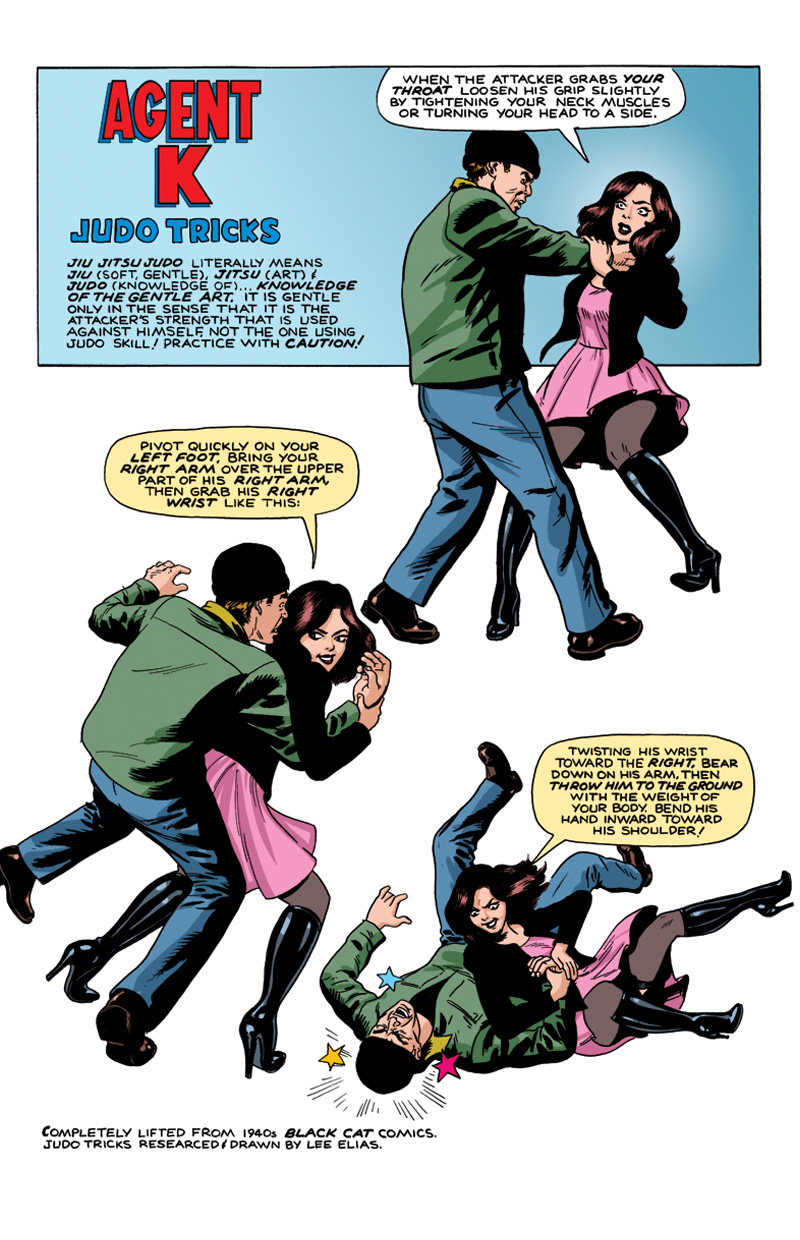 AGENT
K
JUDO TRICKS
JIU JITSU JUDO LITERALLY MEANS
JIU (SOFT, GENTLE), JITSU (ART) &
JUDO (KNOWLEDGE OF)... KNOWLEDGE
OF THE GENTLE ART. IT IS GENTLE
ONLY IN THE SENSE THAT IT IS THE
ATTACKER'S STRENGTH THAT IS USED
AGAINST HIMSELF, NOT THE ONE USING
JUDO SKILL! PRACTICE WITH CAUTION!
WHEN THE ATTACKER GRABS YOUR
THROAT LOOSEN HIS GRIP SLIGHTLY
BY TIGHTENING YOUR NECK MUSCLES
OR TURNING YOUR HEAD TO A SIDE.
PIVOT QUICKLY ON YOUR
LEFT FOOT, BRING YOUR
RIGHT ARM OVER THE UPPER
PART OF HIS RIGHT ARM,
THEN GRAB HIS RIGHT
WRIST LIKE THIS:
TWISTING HIS WRIST
TOWARD THE RIGHT, BEAR
DOWN ON HIS ARM, THEN
THROW HIM TO THE GROUND
WITH THE WEIGHT OF
YOUR BODY. BEND HIS
HAND INWARD TOWARD
HIS SHOULDER!
COMPLETELY LIFTED FROM 1940s BLACK CAT COMICS.
JUDO TRICKS RESEARCED & DRAWN BY LEE ELIAS.